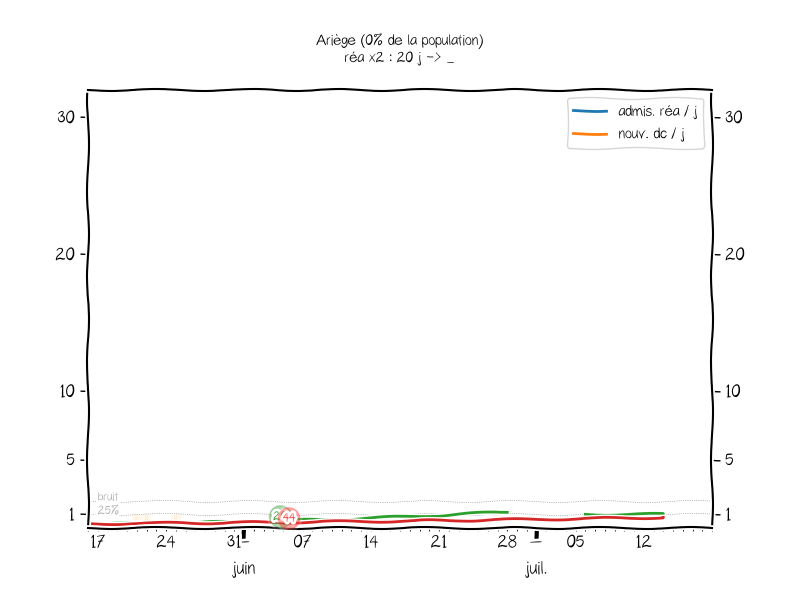 Ariège (0% de la population)
réa x2 : 20 j -> _
admis. réa / j
nouv. dc / j
30
20
10
5
1
30
20
10
5
1
bruit
25%
44
17 24 31 07 14 21 28 05 12
juin juil.